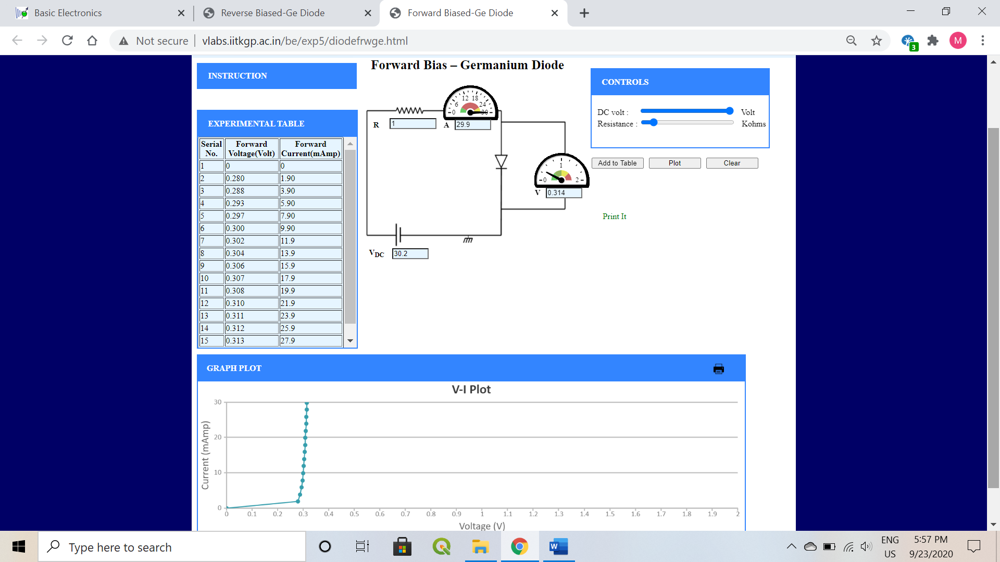 Basic Electronics
Reverse Biased-Ge Diode
Forward Biased-Ge Diode
Not secure
vlabs.iitkgp.ac.in/be/exp5/diodefrwge.html
3
M
INSTRUCTION
Forward Bias – Germanium Diode
CONTROLS
DC volt :
Volt
Resistance :
Kohms
Add to Table
Plot
Clear
Print It
EXPERIMENTAL TABLE
Serial No. Forward Voltage(Volt) Forward Current(mAmp)
1 0 0
2 0.280 1.90
3 0.288 3.90
4 0.293 5.90
5 0.297 7.90
6 0.300 9.90
7 0.302 11.9
8 0.304 13.9
9 0.306 15.9
10 0.307 17.9
11 0.308 19.9
12 0.310 21.9
13 0.311 23.9
14 0.312 25.9
15 0.313 27.9
0 6 12 18 24 30
R 1
A 29.9
0 1 2
V 0.314
VDC 30.2
GRAPH PLOT
V-I Plot
Current (mAmp)
30
20
10
0
0 0.1 0.2 0.3 0.4 0.5 0.6 0.7 0.8 0.9 1 1.1 1.2 1.3 1.4 1.5 1.6 1.7 1.8 1.9 2
Voltage (V)
Type here to search
W
ENG
US
5:57 PM
9/23/2020